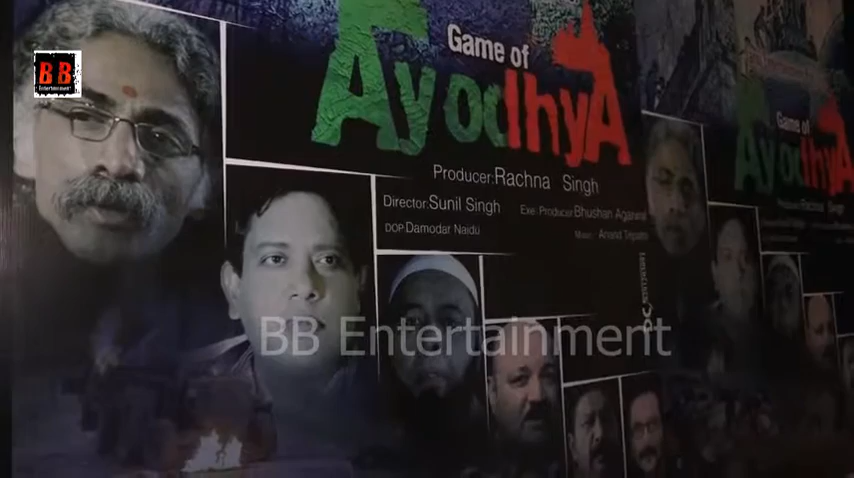 BB
Entertainment
Game of
AyodhyA
Producer:Rachna Singh
Director:Sunil Singh
Exe. Producer:Bhushan Agarwal
DOP:Damodar Naidu
Music: Anand Tripathi
BB Entertainment
Game of
AyodhyA